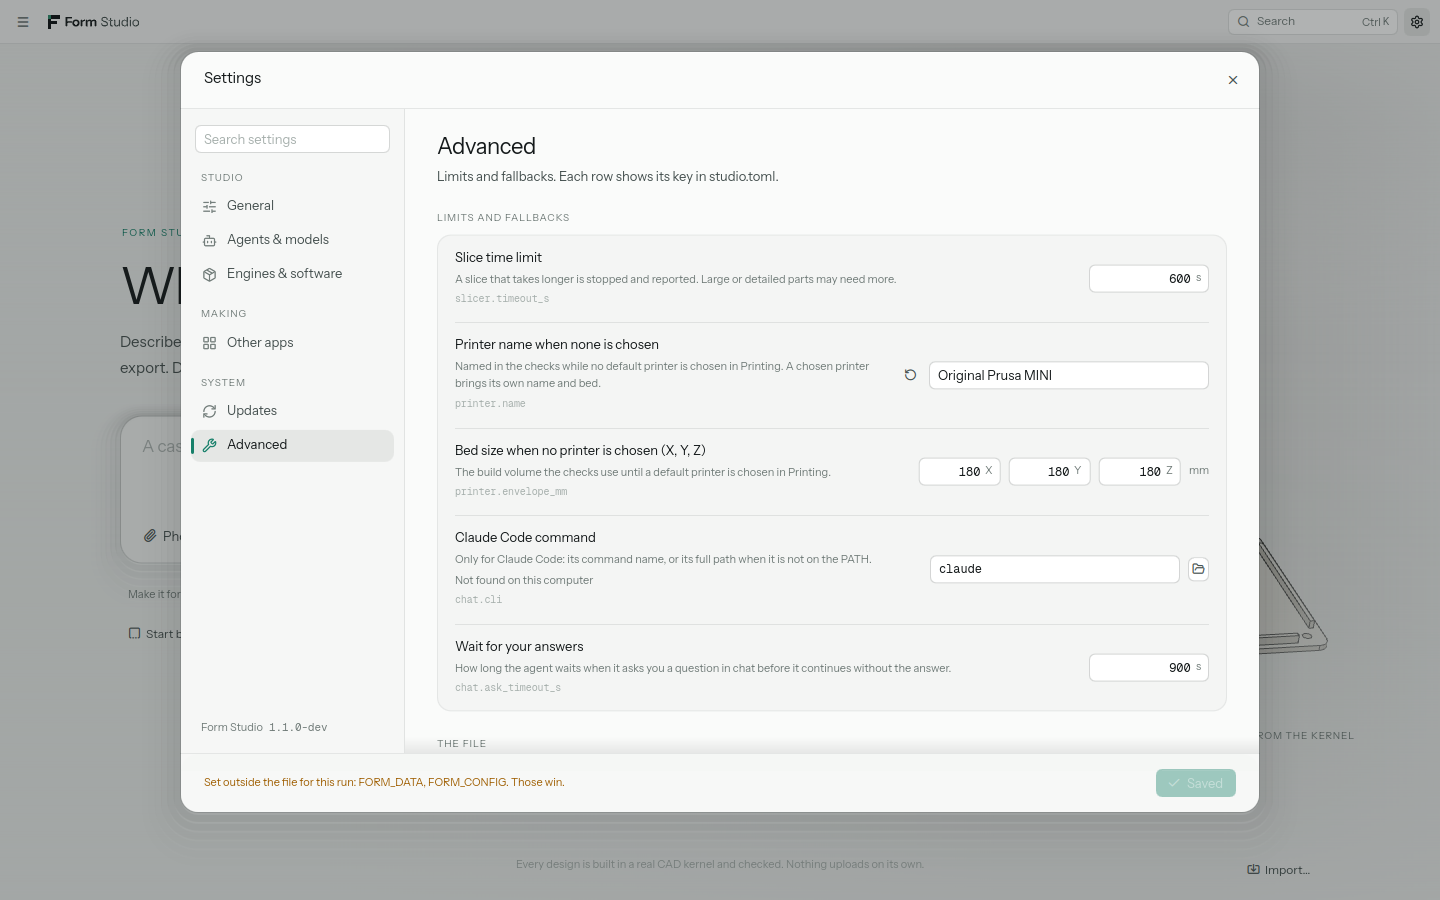 Form Studio
Search
Ctrl K
Settings
Search settings
STUDIO
General
Agents & models
Engines & software
MAKING
Other apps
SYSTEM
Updates
Advanced
Form Studio 1.1.0-dev
Advanced
Limits and fallbacks. Each row shows its key in studio.toml.
LIMITS AND FALLBACKS
Slice time limit
A slice that takes longer is stopped and reported. Large or detailed parts may need more.
slicer.timeout_s
600 s
Printer name when none is chosen
Named in the checks while no default printer is chosen in Printing. A chosen printer
brings its own name and bed.
printer.name
Original Prusa MINI
Bed size when no printer is chosen (X, Y, Z)
The build volume the checks use until a default printer is chosen in Printing.
printer.envelope_mm
180 X 180 Y 180 Z mm
Claude Code command
Only for Claude Code: its command name, or its full path when it is not on the PATH.
Not found on this computer
chat.cli
claude
Wait for your answers
How long the agent waits when it asks you a question in chat before it continues without the answer.
chat.ask_timeout_s
900 s
THE FILE
Set outside the file for this run: FORM_DATA, FORM_CONFIG. Those win.
Saved
FORM STU
Describe
export. D
A cas
Make it for
Start b
FROM THE KERNEL
Every design is built in a real CAD kernel and checked. Nothing uploads on its own.
Import...